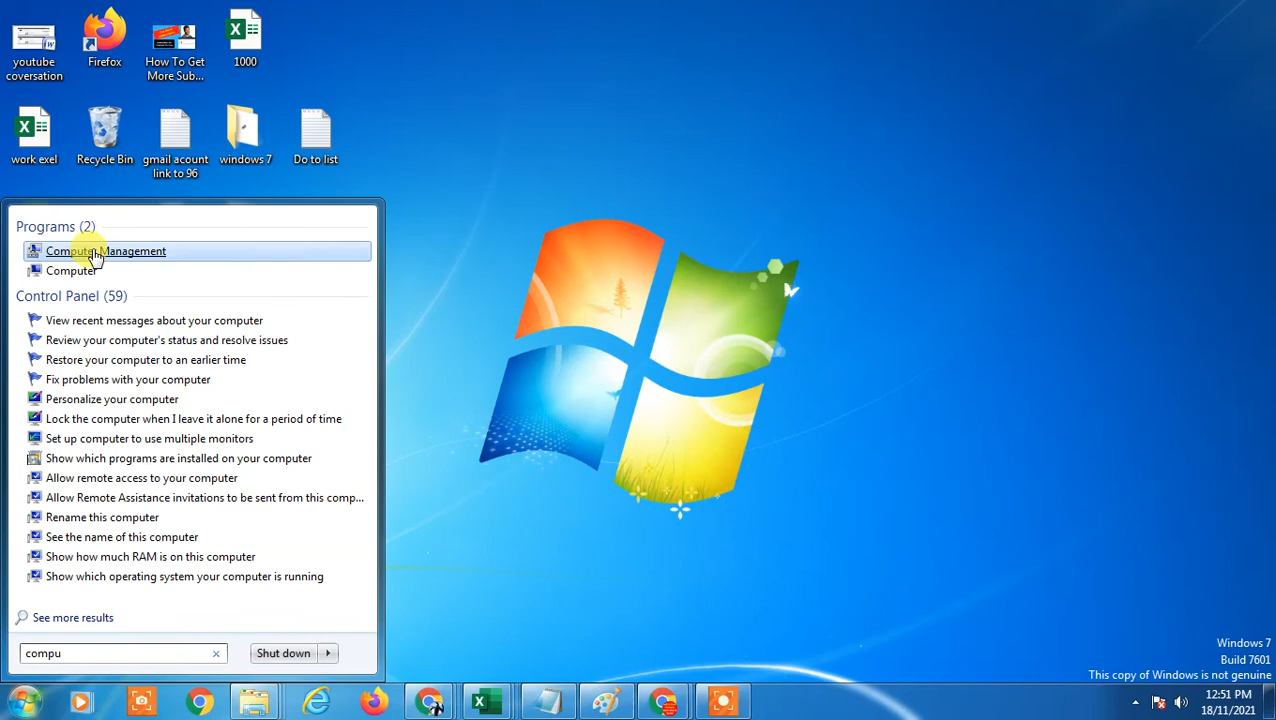 youtube
coversation
Firefox
How To Get
More Sub...
1000
work exel
Recycle Bin
gmail acount
link to 96
windows 7
Do to list
Programs (2)
Computer Management
Computer
Control Panel (59)
View recent messages about your computer
Review your computer's status and resolve issues
Restore your computer to an earlier time
Fix problems with your computer
Personalize your computer
Lock the computer when I leave it alone for a period of time
Set up computer to use multiple monitors
Show which programs are installed on your computer
Allow remote access to your computer
Allow Remote Assistance invitations to be sent from this comp...
Rename this computer
See the name of this computer
Show how much RAM is on this computer
Show which operating system your computer is running
See more results
compu
Shut down
Windows 7
Build 7601
This copy of Windows is not genuine
12:51 PM
18/11/2021